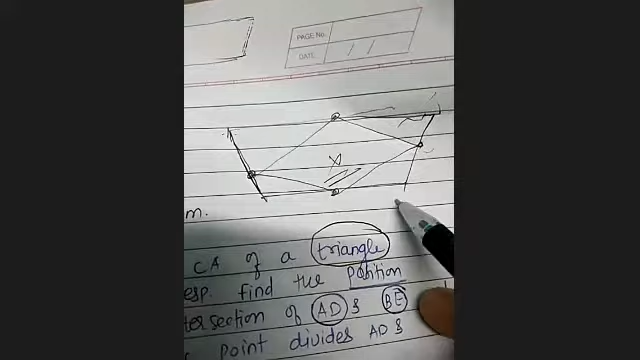 PAGE No.
DATE / /
m.
CA of a triangle
esp. find the position
tersection of AD & BE
point divides AD &